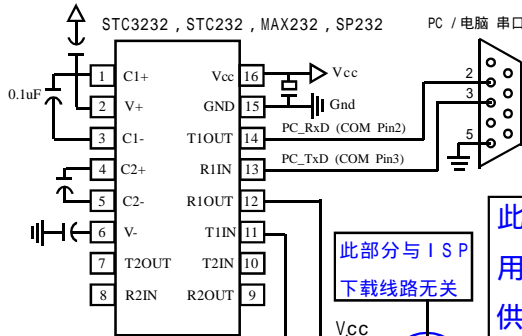 STC3232 , STC232 , MAX232 , SP232
PC / 电脑 串口
1 C1+ Vcc 16 Vcc
0.1uF
2 V+ GND 15 Gnd
3 C1- T1OUT 14 PC_RxD (COM Pin2) 2
4 C2+ R1IN 13 PC_TxD (COM Pin3) 3
5 C2- R1OUT 12 5
6 V- T1IN 11
7 T2OUT T2IN 10
8 R2IN R2OUT 9
此部分与 ISP
下载线路无关
Vcc
此
用
供